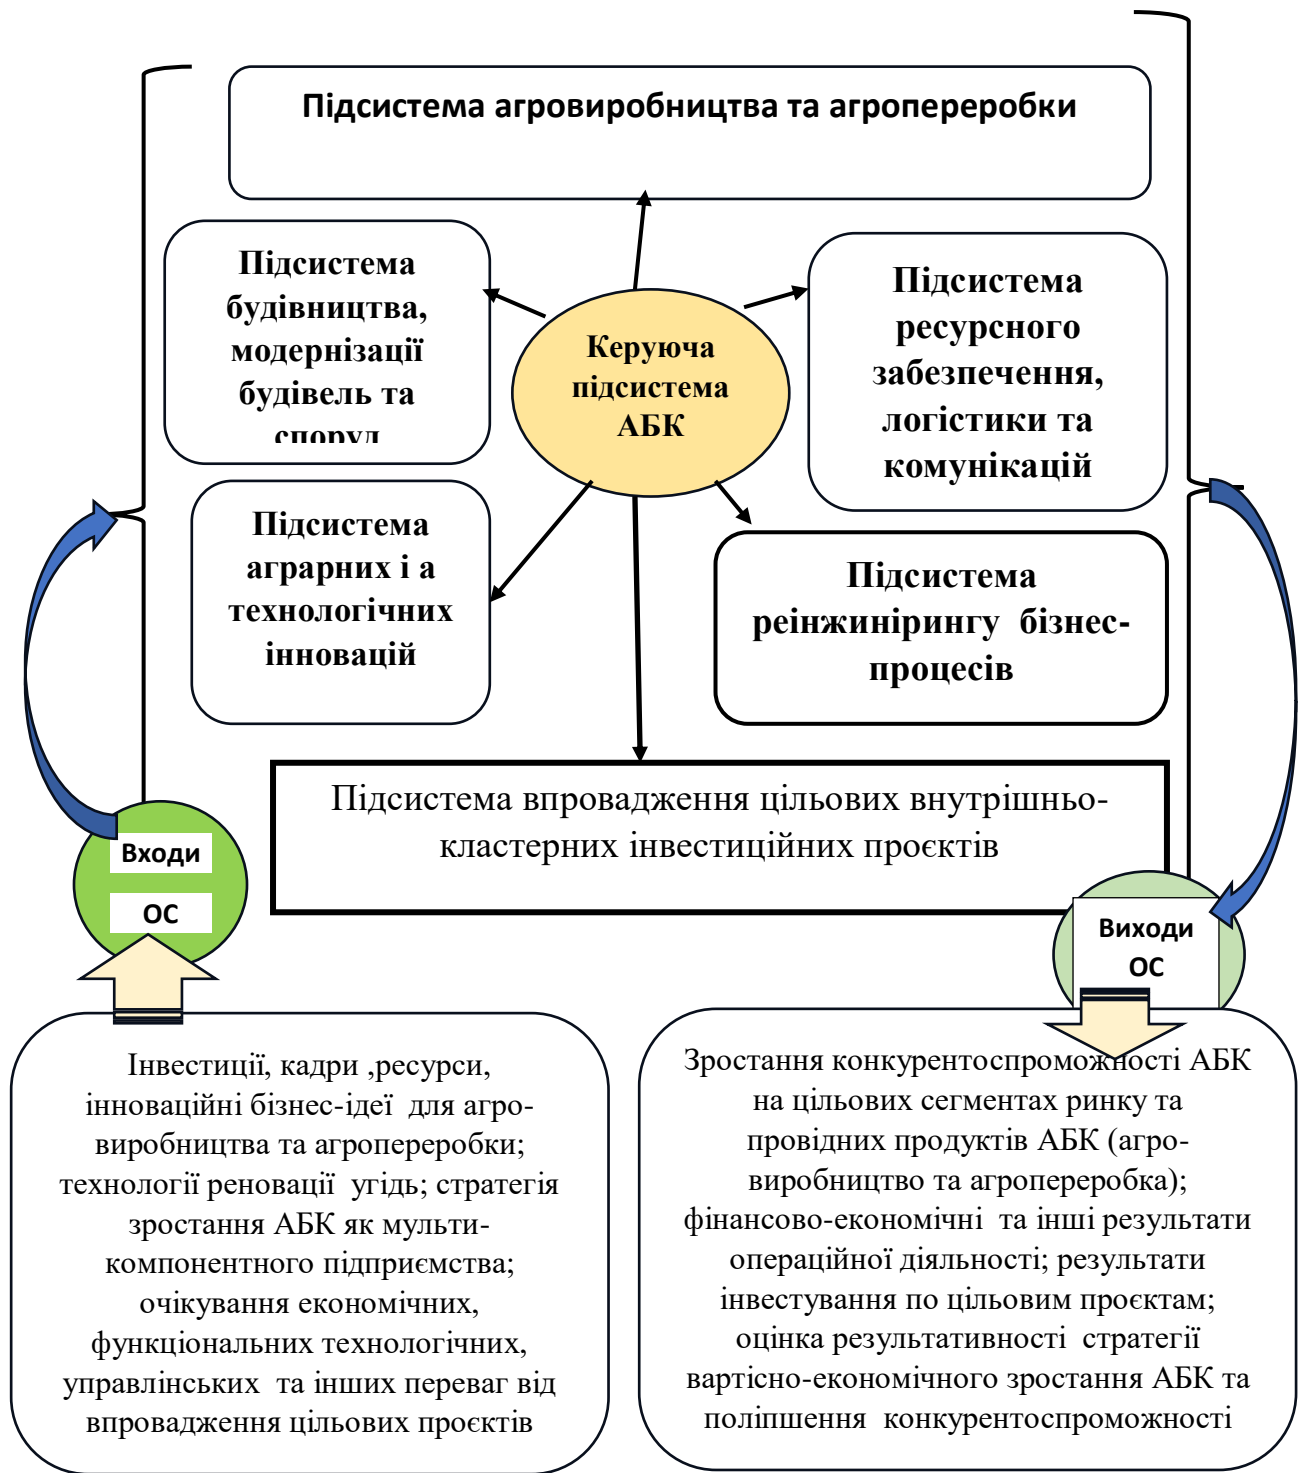 Підсистема агровиробництва та агропереробки
Підсистема
будівництва,
модернізації
будівель та
споруд
Керуюча
підсистема
АБК
Підсистема
ресурсного
забезпечення,
логістики та
комунікацій
Підсистема
аграрних і а
технологічних
інновацій
Підсистема
реінжинірингу бізнес-
процесів
Підсистема впровадження цільових внутрішньо-
кластерних інвестиційних проєктів
Входи
ОС
Виходи
ОС
Інвестиції, кадри ,ресурси,
інноваційні бізнес-ідеї для агро-
виробництва та агропереробки;
технології реновації угідь; стратегія
зростання АБК як мульти-
компонентного підприємства;
очікування економічних,
функціональних технологічних,
управлінських та інших переваг від
впровадження цільових проєктів
Зростання конкурентоспроможності АБК
на цільових сегментах ринку та
провідних продуктів АБК (агро-
виробництво та агропереробка);
фінансово-економічні та інші результати
операційної діяльності; результати
інвестування по цільовим проєктам;
оцінка результативності стратегії
вартісно-економічного зростання АБК та
поліпшення конкурентоспроможності